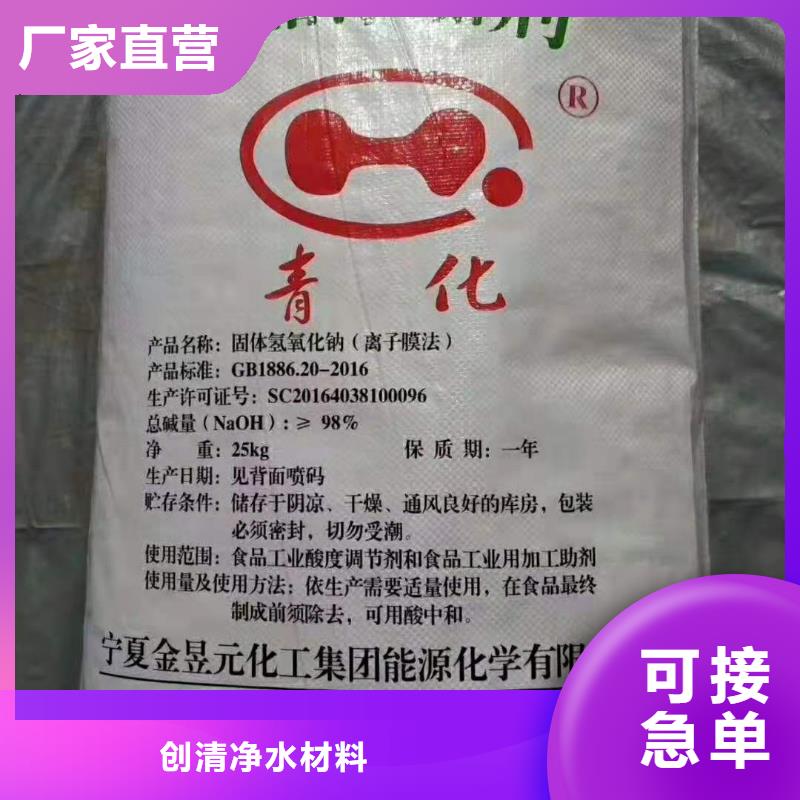 厂家直营
®
青化
产品名称：固体氢氧化钠（离子膜法）
产品标准：GB1886.20-2016
生产许可证号：SC20164038100096
总碱量（NaOH）：≥ 98%
净 重：25kg 保 质 期：一年
生产日期：见背面喷码
贮存条件：储存于阴凉、干燥、通风良好的库房，包装
必须密封，切勿受潮。
使用范围：食品工业酸度调节剂和食品工业用加工助剂
使用量及使用方法：依生产需要适量使用，在食品最终
制成前须除去，可用酸中和。
宁夏金昱元化工集团能源化学有限
可接
急单
创清净水材料